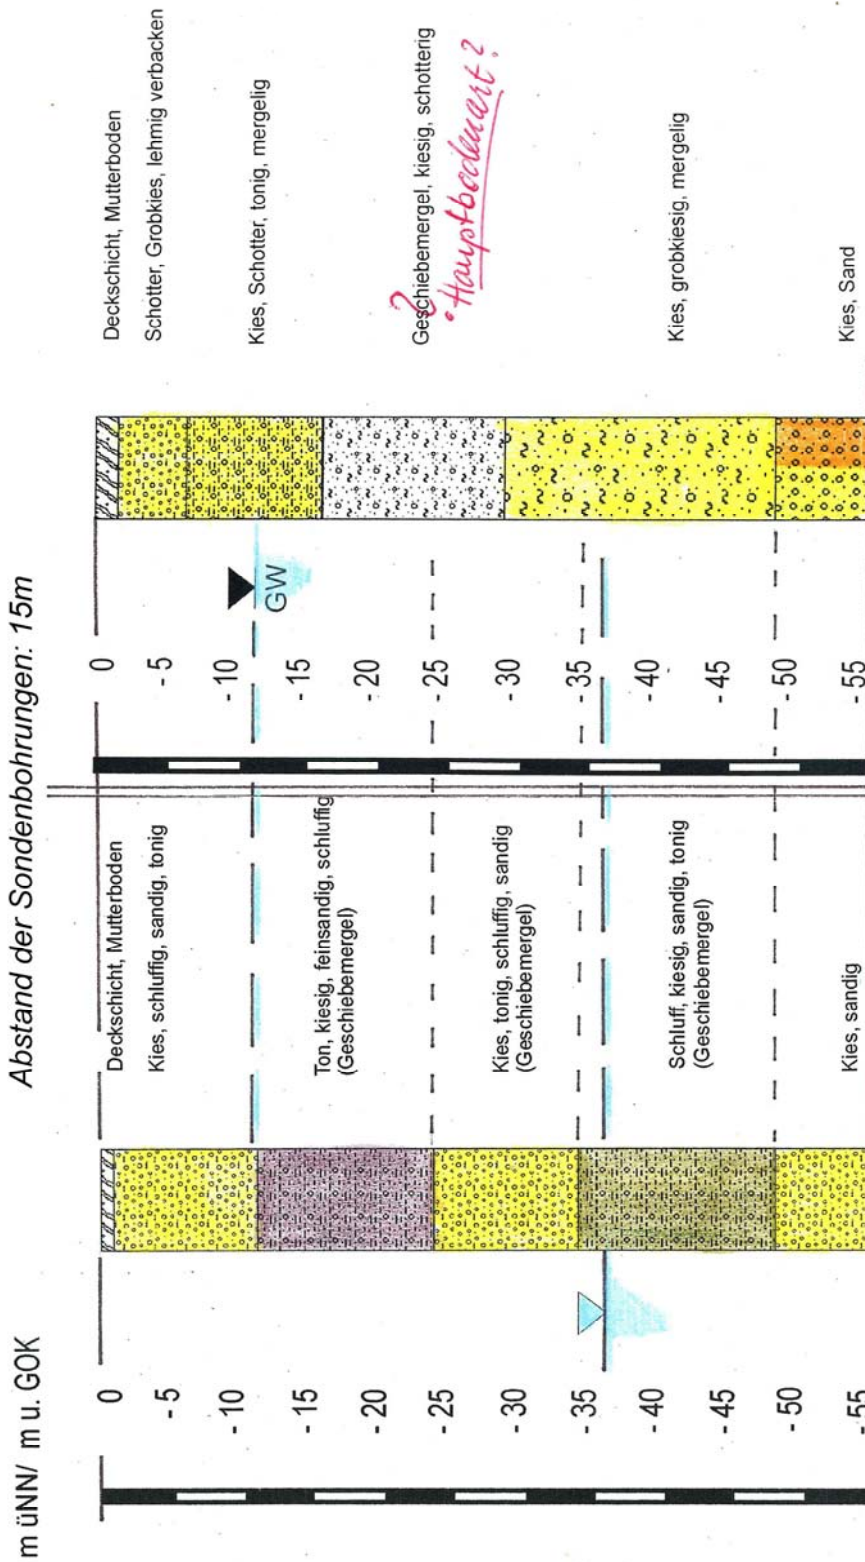 Abstand der Sondenbohrungen: 15m
m üNN/ m u. GOK
0
- 5
- 10
- 15
- 20
- 25
- 30
- 35
- 40
- 45
- 50
- 55
Deckschicht, Mutterboden
Kies, schluffig, sandig, tonig
Ton, kiesig, feinsandig, schluffig
(Geschiebemergel)
Kies, tonig, schluffig, sandig
(Geschiebemergel)
Schluff, kiesig, sandig, tonig
(Geschiebemergel)
Kies, sandig
0
- 5
- 10
- 15
- 20
- 25
- 30
- 35
- 40
- 45
- 50
- 55
GW
Deckschicht, Mutterboden
Schotter, Grobkies, lehmig verbacken
Kies, Schotter, tonig, mergelig
Geschiebemergel, kiesig, schotterig
? Hauptbodenart?
Kies, grobkiesig, mergelig
Kies, Sand